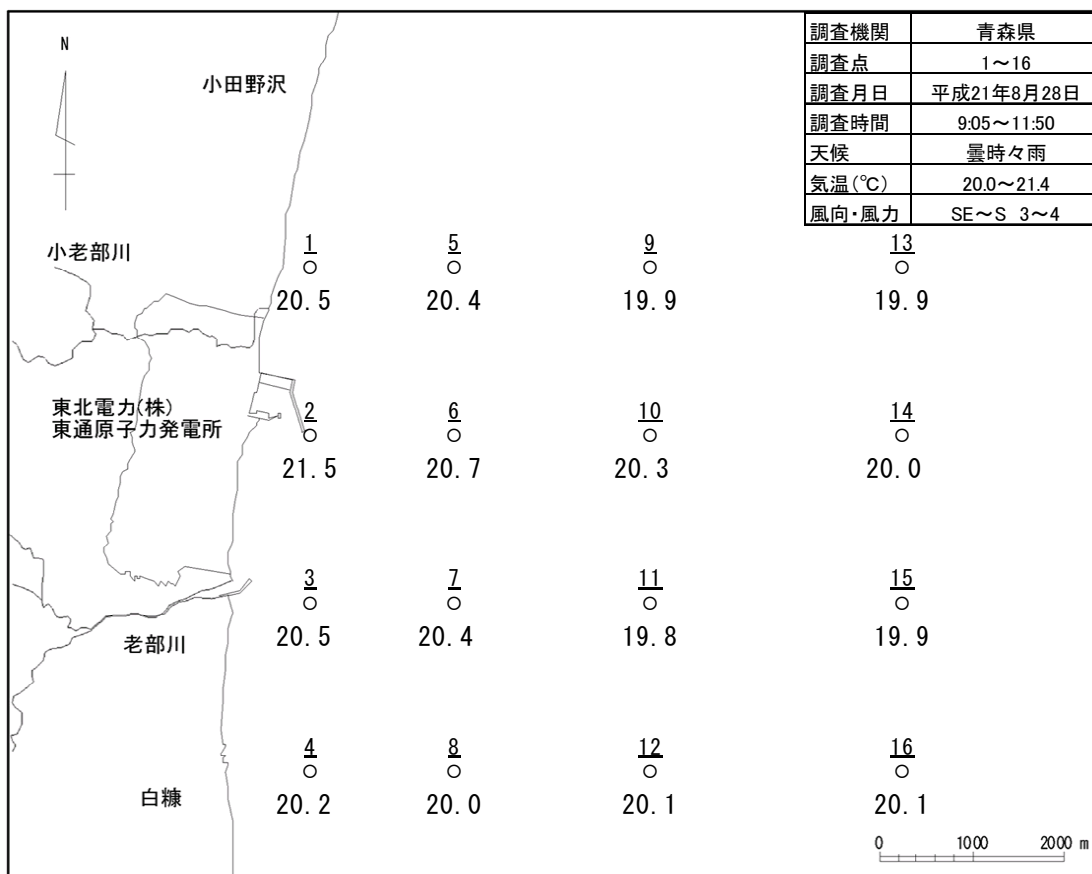 調査機関 青森県
調査点 1～16
調査月日 平成21年8月28日
調査時間 9:05～11:50
天候 曇時々雨
気温(℃) 20.0～21.4
風向・風力 SE～S 3～4
N
小田野沢
小老部川
1 5 9 13
20.5 20.4 19.9 19.9
東北電力(株)
東通原子力発電所
2 6 10 14
21.5 20.7 20.3 20.0
3 7 11 15
20.5 20.4 19.8 19.9
老部川
4 8 12 16
20.2 20.0 20.1 20.1
白糠
0 1000 2000 m